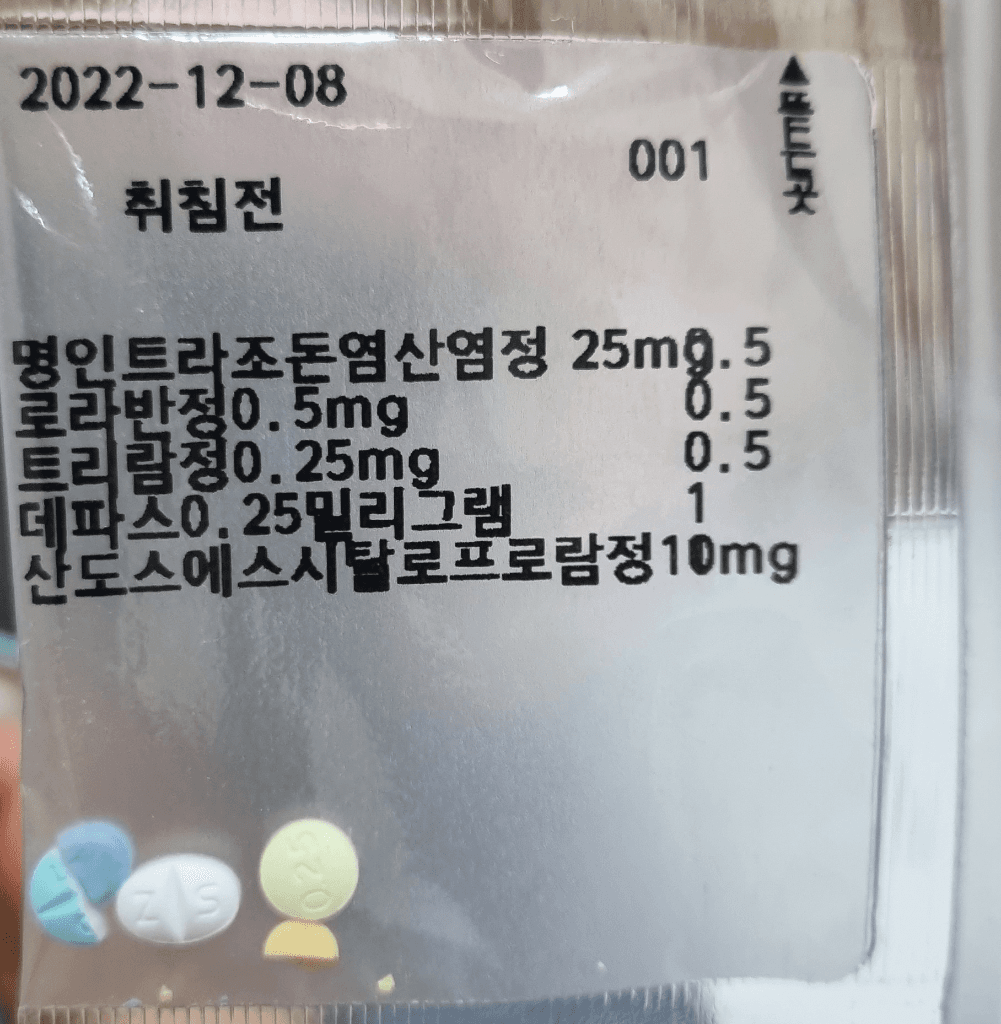 2022-12-08
001
▲뜯는곳
취침전
명인트라조돈염산염정 25mg 0.5
로라반정0.5mg 0.5
트리람정0.25mg 0.5
데파스0.25밀리그램 1
산도스에스시탈로프람정10mg
Z S